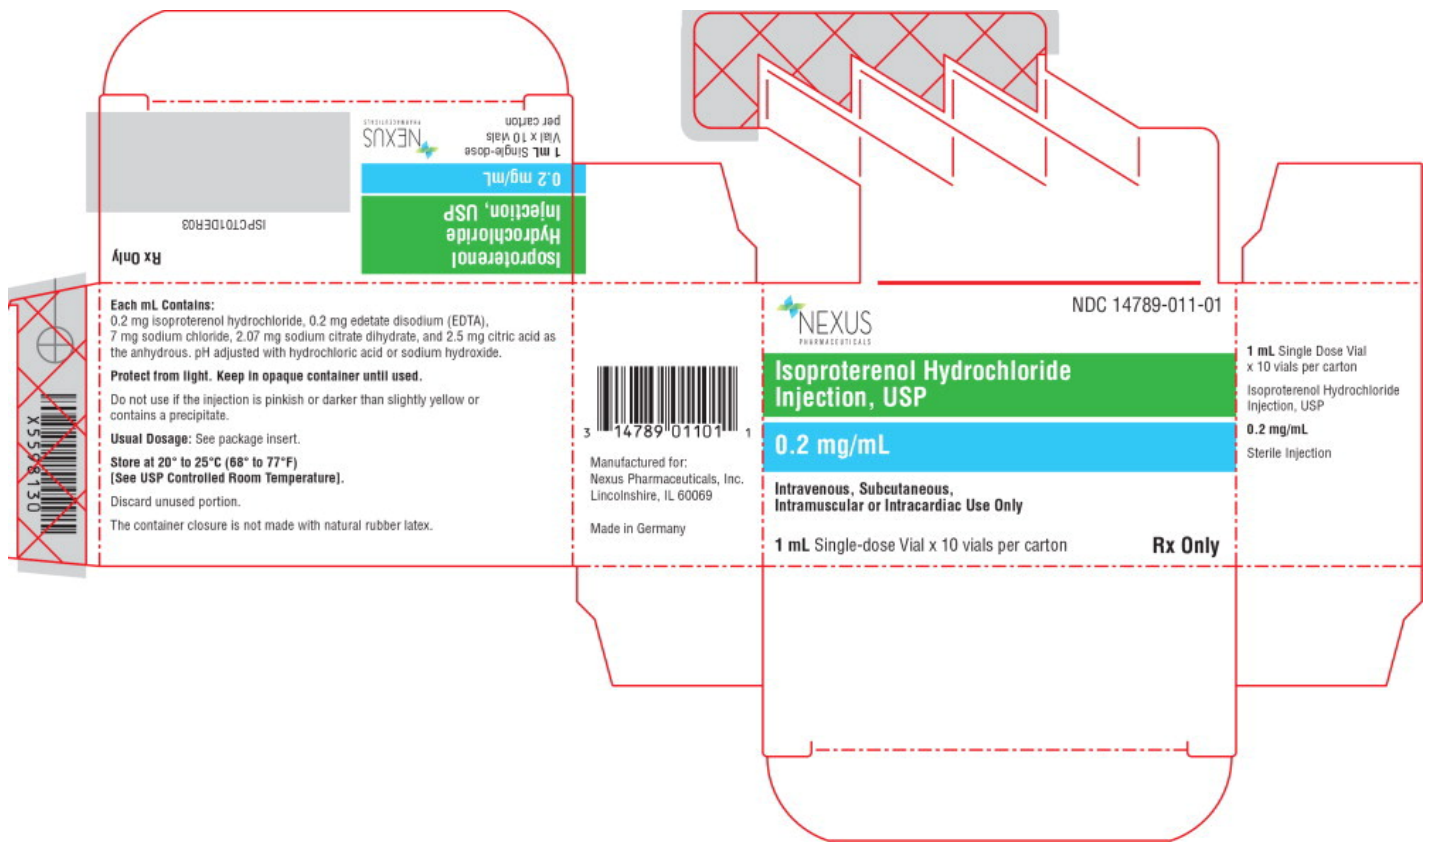 Isoproterenol
Hydrochloride
Injection, USP
0.2 mg/mL
1 mL Single-dose
Vial x 10 vials
per carton
NEXUS
PHARMACEUTICALS
ISPCT01DER03
Rx Only
X5598130
Each mL Contains:
0.2 mg isoproterenol hydrochloride, 0.2 mg edetate disodium (EDTA),
7 mg sodium chloride, 2.07 mg sodium citrate dihydrate, and 2.5 mg citric acid as
the anhydrous. pH adjusted with hydrochloric acid or sodium hydroxide.
Protect from light. Keep in opaque container until used.
Do not use if the injection is pinkish or darker than slightly yellow or
contains a precipitate.
Usual Dosage: See package insert.
Store at 20° to 25°C (68° to 77°F)
[See USP Controlled Room Temperature].
Discard unused portion.
The container closure is not made with natural rubber latex.
3 14789 01101 1
Manufactured for:
Nexus Pharmaceuticals, Inc.
Lincolnshire, IL 60069
Made in Germany
NEXUS
PHARMACEUTICALS
NDC 14789-011-01
Isoproterenol Hydrochloride
Injection, USP
0.2 mg/mL
Intravenous, Subcutaneous,
Intramuscular or Intracardiac Use Only
1 mL Single-dose Vial x 10 vials per carton
Rx Only
1 mL Single Dose Vial
x 10 vials per carton
Isoproterenol Hydrochloride
Injection, USP
0.2 mg/mL
Sterile Injection